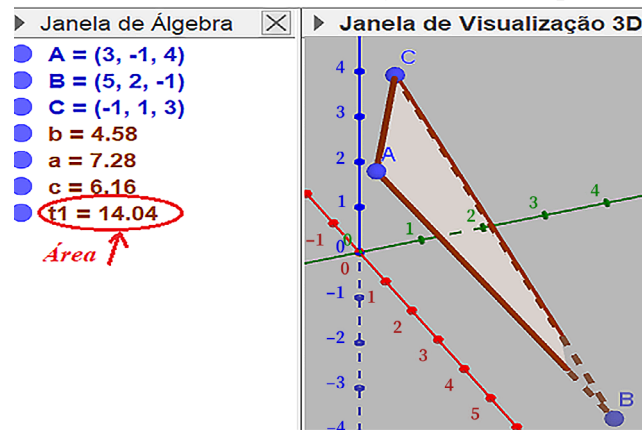 Janela de Álgebra
A = (3, -1, 4)
B = (5, 2, -1)
C = (-1, 1, 3)
b = 4.58
a = 7.28
c = 6.16
t1 = 14.04
Área
Janela de Visualização 3D
4
3
2
1
0
-1
-2
-3
-4
-1
0
1
2
3
4
5
0
1
2
3
4
C
A
B